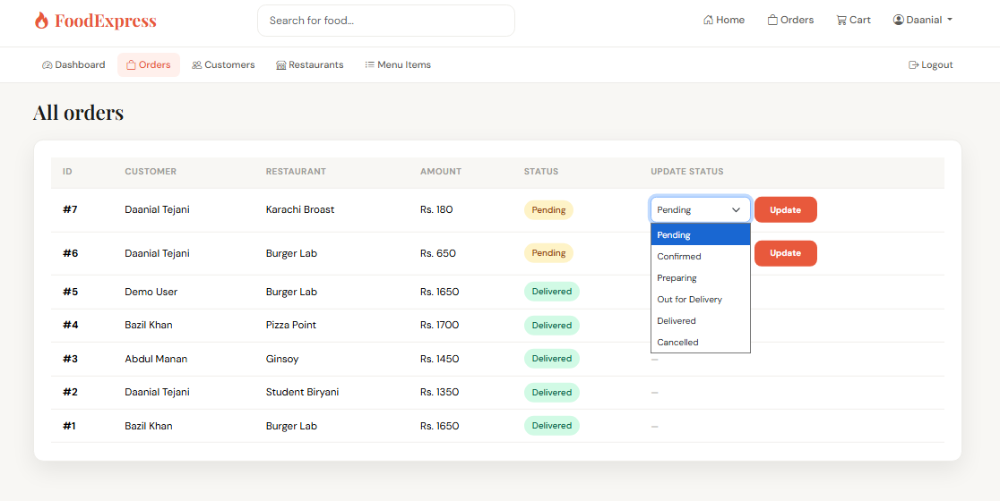 FoodExpress Search for food... Home Orders Cart Daanial
Dashboard Orders Customers Restaurants Menu Items Logout
All orders
ID CUSTOMER RESTAURANT AMOUNT STATUS UPDATE STATUS
#7 Daanial Tejani Karachi Broast Rs. 180 Pending Pending Update
Pending
#6 Daanial Tejani Burger Lab Rs. 650 Pending Confirmed Update
Preparing
#5 Demo User Burger Lab Rs. 1650 Delivered Out for Delivery
#4 Bazil Khan Pizza Point Rs. 1700 Delivered Delivered
Cancelled
#3 Abdul Manan Ginsoy Rs. 1450 Delivered —
#2 Daanial Tejani Student Biryani Rs. 1350 Delivered —
#1 Bazil Khan Burger Lab Rs. 1650 Delivered —